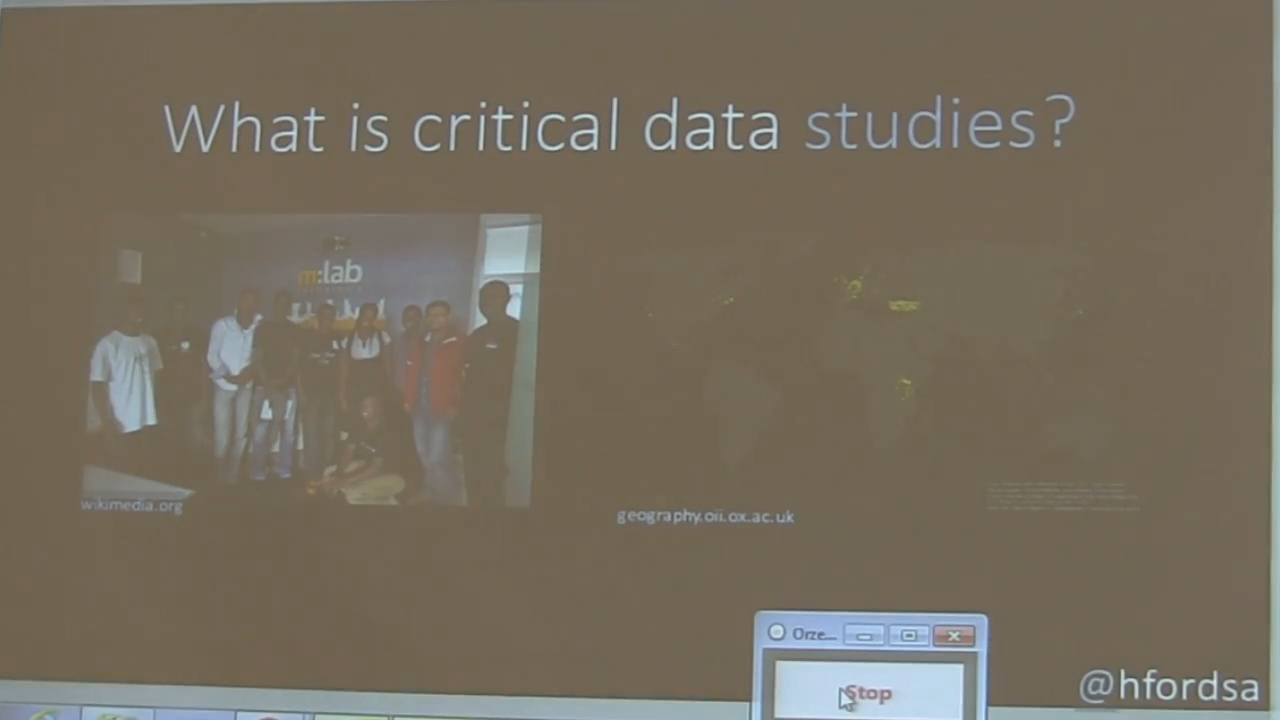 What is critical data studies?
m:lab
wikimedia.org
geography.oii.ox.ac.uk
Orze...
Stop
@hfordsa